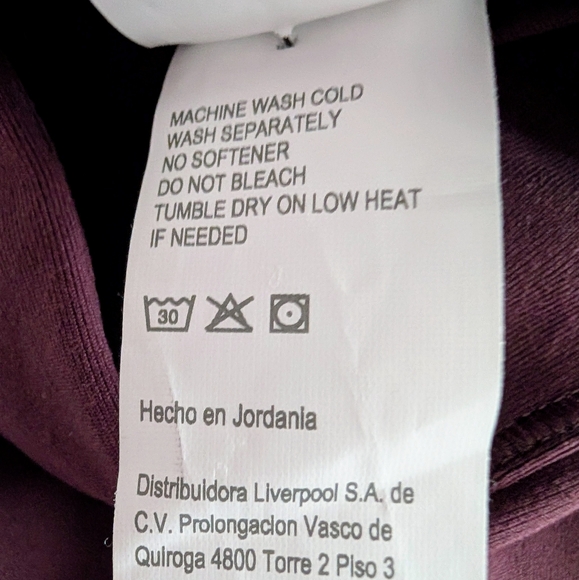 MACHINE WASH COLD
WASH SEPARATELY
NO SOFTENER
DO NOT BLEACH
TUMBLE DRY ON LOW HEAT
IF NEEDED
30
Hecho en Jordania
Distribuidora Liverpool S.A. de
C.V. Prolongacion Vasco de
Quiroga 4800 Torre 2 Piso 3